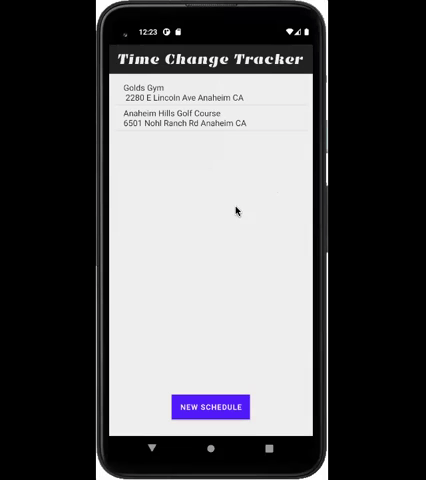 12:23
Time Change Tracker
Golds Gym
2280 E Lincoln Ave Anaheim CA
Anaheim Hills Golf Course
6501 Nohl Ranch Rd Anaheim CA
NEW SCHEDULE